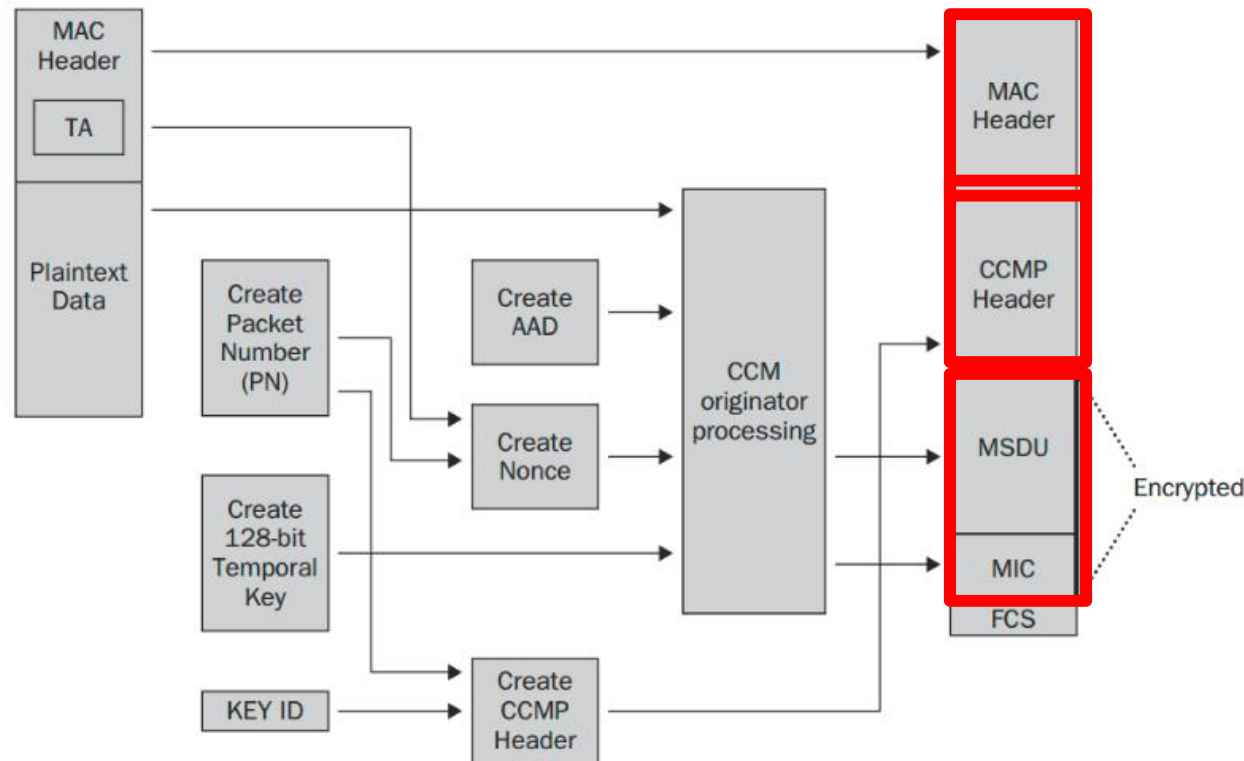 MAC
Header
TA
Plaintext
Data
Create
Packet
Number
(PN)
Create
128-bit
Temporal
Key
KEY ID
Create
AAD
Create
Nonce
Create
CCMP
Header
CCM
originator
processing
MAC
Header
CCMP
Header
MSDU
MIC
FCS
Encrypted